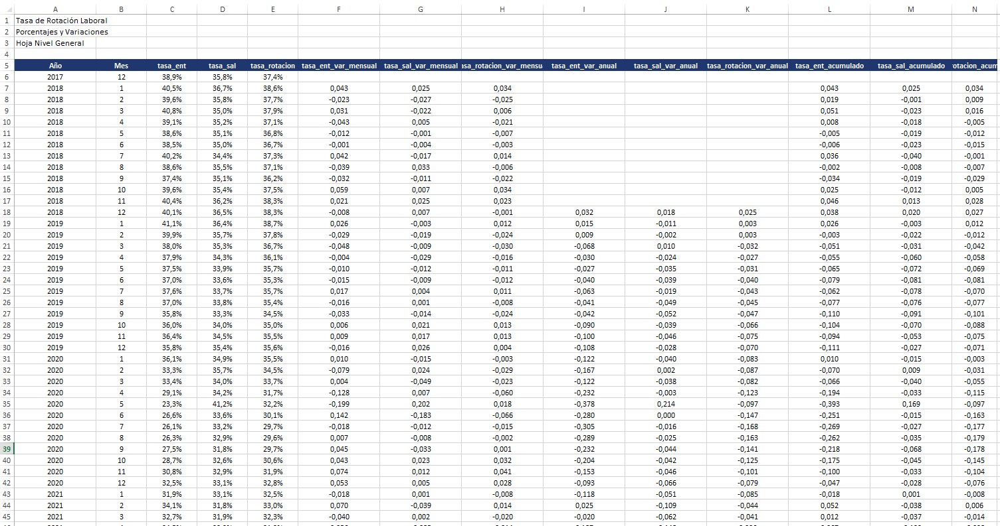 A B C D E F G H I J K L M N
1 Tasa de Rotación Laboral
2 Porcentajes y Variaciones
3 Hoja Nivel General
4
5 Año Mes tasa_ent tasa_sal tasa_rotacion tasa_ent_var_mensual tasa_sal_var_mensual asa_rotacion_var_mensu tasa_ent_var_anual tasa_sal_var_anual tasa_rotacion_var_anual tasa_ent_acumulado tasa_sal_acumulado rotacion_acum
6 2017 12 38,9% 35,8% 37,4%
7 2018 1 40,5% 36,7% 38,6% 0,043 0,025 0,034 0,043 0,025 0,034
8 2018 2 39,6% 35,8% 37,7% -0,023 -0,027 -0,025 0,019 -0,001 0,009
9 2018 3 40,8% 35,0% 37,9% 0,031 -0,022 0,006 0,051 -0,023 0,016
10 2018 4 39,1% 35,2% 37,1% -0,043 0,005 -0,021 0,008 -0,018 -0,005
11 2018 5 38,6% 35,1% 36,8% -0,012 -0,001 -0,007 -0,005 -0,019 -0,012
12 2018 6 38,5% 35,0% 36,7% -0,001 -0,004 -0,003 -0,006 -0,023 -0,015
13 2018 7 40,2% 34,4% 37,3% 0,042 -0,017 0,014 0,036 -0,040 -0,001
14 2018 8 38,6% 35,5% 37,1% -0,039 0,033 -0,006 -0,002 -0,008 -0,007
15 2018 9 37,4% 35,1% 36,2% -0,032 -0,011 -0,022 -0,034 -0,019 -0,029
16 2018 10 39,6% 35,4% 37,5% 0,059 0,007 0,034 0,025 -0,012 0,005
17 2018 11 40,4% 36,2% 38,3% 0,021 0,025 0,023 0,046 0,013 0,028
18 2018 12 40,1% 36,5% 38,3% -0,008 0,007 -0,001 0,032 0,018 0,025 0,038 0,020 0,027
19 2019 1 41,1% 36,4% 38,7% 0,026 -0,003 0,012 0,015 -0,011 0,003 0,026 -0,003 0,012
20 2019 2 39,9% 35,7% 37,8% -0,029 -0,019 -0,024 0,009 -0,002 0,003 -0,003 -0,022 -0,012
21 2019 3 38,0% 35,3% 36,7% -0,048 -0,009 -0,030 -0,068 0,010 -0,032 -0,051 -0,031 -0,042
22 2019 4 37,9% 34,3% 36,1% -0,004 -0,029 -0,016 -0,030 -0,024 -0,027 -0,055 -0,060 -0,058
23 2019 5 37,5% 33,9% 35,7% -0,010 -0,012 -0,011 -0,027 -0,035 -0,031 -0,065 -0,072 -0,069
24 2019 6 37,0% 33,6% 35,3% -0,015 -0,009 -0,012 -0,040 -0,039 -0,040 -0,079 -0,081 -0,081
25 2019 7 37,6% 33,7% 35,7% 0,017 0,004 0,011 -0,063 -0,019 -0,043 -0,062 -0,078 -0,070
26 2019 8 37,0% 33,8% 35,4% -0,016 0,001 -0,008 -0,041 -0,049 -0,045 -0,077 -0,076 -0,077
27 2019 9 35,8% 33,3% 34,5% -0,033 -0,014 -0,024 -0,042 -0,052 -0,047 -0,110 -0,091 -0,101
28 2019 10 36,0% 34,0% 35,0% 0,006 0,021 0,013 -0,090 -0,039 -0,066 -0,104 -0,070 -0,088
29 2019 11 36,4% 34,5% 35,5% 0,009 0,017 0,013 -0,100 -0,046 -0,075 -0,094 -0,053 -0,075
30 2019 12 35,8% 35,4% 35,6% -0,016 0,026 0,004 -0,108 -0,028 -0,070 -0,111 -0,027 -0,071
31 2020 1 36,1% 34,9% 35,5% 0,010 -0,015 -0,003 -0,122 -0,040 -0,083 0,010 -0,015 -0,003
32 2020 2 33,3% 35,7% 34,5% -0,079 0,024 -0,029 -0,167 0,002 -0,087 -0,070 0,009 -0,031
33 2020 3 33,4% 34,0% 33,7% 0,004 -0,049 -0,023 -0,122 -0,038 -0,082 -0,066 -0,040 -0,055
34 2020 4 29,1% 34,2% 31,7% -0,128 0,007 -0,060 -0,232 -0,003 -0,123 -0,194 -0,033 -0,115
35 2020 5 23,3% 41,2% 32,2% -0,199 0,202 0,018 -0,378 0,214 -0,097 -0,393 0,169 -0,097
36 2020 6 26,6% 33,6% 30,1% 0,142 -0,183 -0,066 -0,280 0,000 -0,147 -0,251 -0,015 -0,163
37 2020 7 26,1% 33,2% 29,7% -0,018 -0,012 -0,015 -0,305 -0,016 -0,168 -0,269 -0,027 -0,177
38 2020 8 26,3% 32,9% 29,6% 0,007 -0,008 -0,002 -0,289 -0,025 -0,163 -0,262 -0,035 -0,179
39 2020 9 27,5% 31,8% 29,7% 0,045 -0,033 0,001 -0,232 -0,044 -0,141 -0,218 -0,068 -0,178
40 2020 10 28,7% 32,6% 30,6% 0,043 0,023 0,032 -0,204 -0,042 -0,125 -0,175 -0,045 -0,145
41 2020 11 30,8% 32,9% 31,9% 0,074 0,012 0,041 -0,153 -0,046 -0,101 -0,100 -0,033 -0,104
42 2020 12 32,5% 33,1% 32,8% 0,053 0,005 0,028 -0,093 -0,066 -0,079 -0,047 -0,028 -0,076
43 2021 1 31,9% 33,1% 32,5% -0,018 0,001 -0,008 -0,118 -0,051 -0,085 -0,018 0,001 -0,008
44 2021 2 34,1% 31,8% 33,0% 0,070 -0,039 0,014 0,025 -0,109 -0,044 0,052 -0,038 0,006
45 2021 3 32,7% 31,9% 32,3% -0,040 0,002 -0,020 -0,020 -0,062 -0,041 0,012 -0,037 -0,014